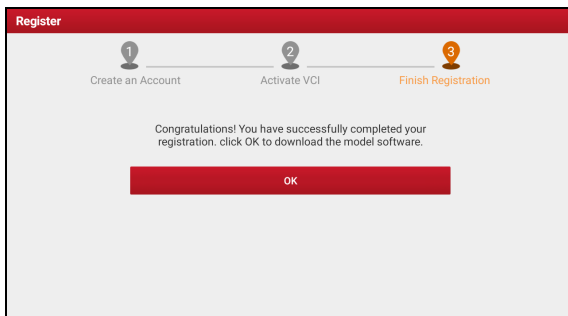 Register
1
2
3
Create an Account
Activate VCI
Finish Registration
Congratulations! You have successfully completed your
registration. click OK to download the model software.
OK